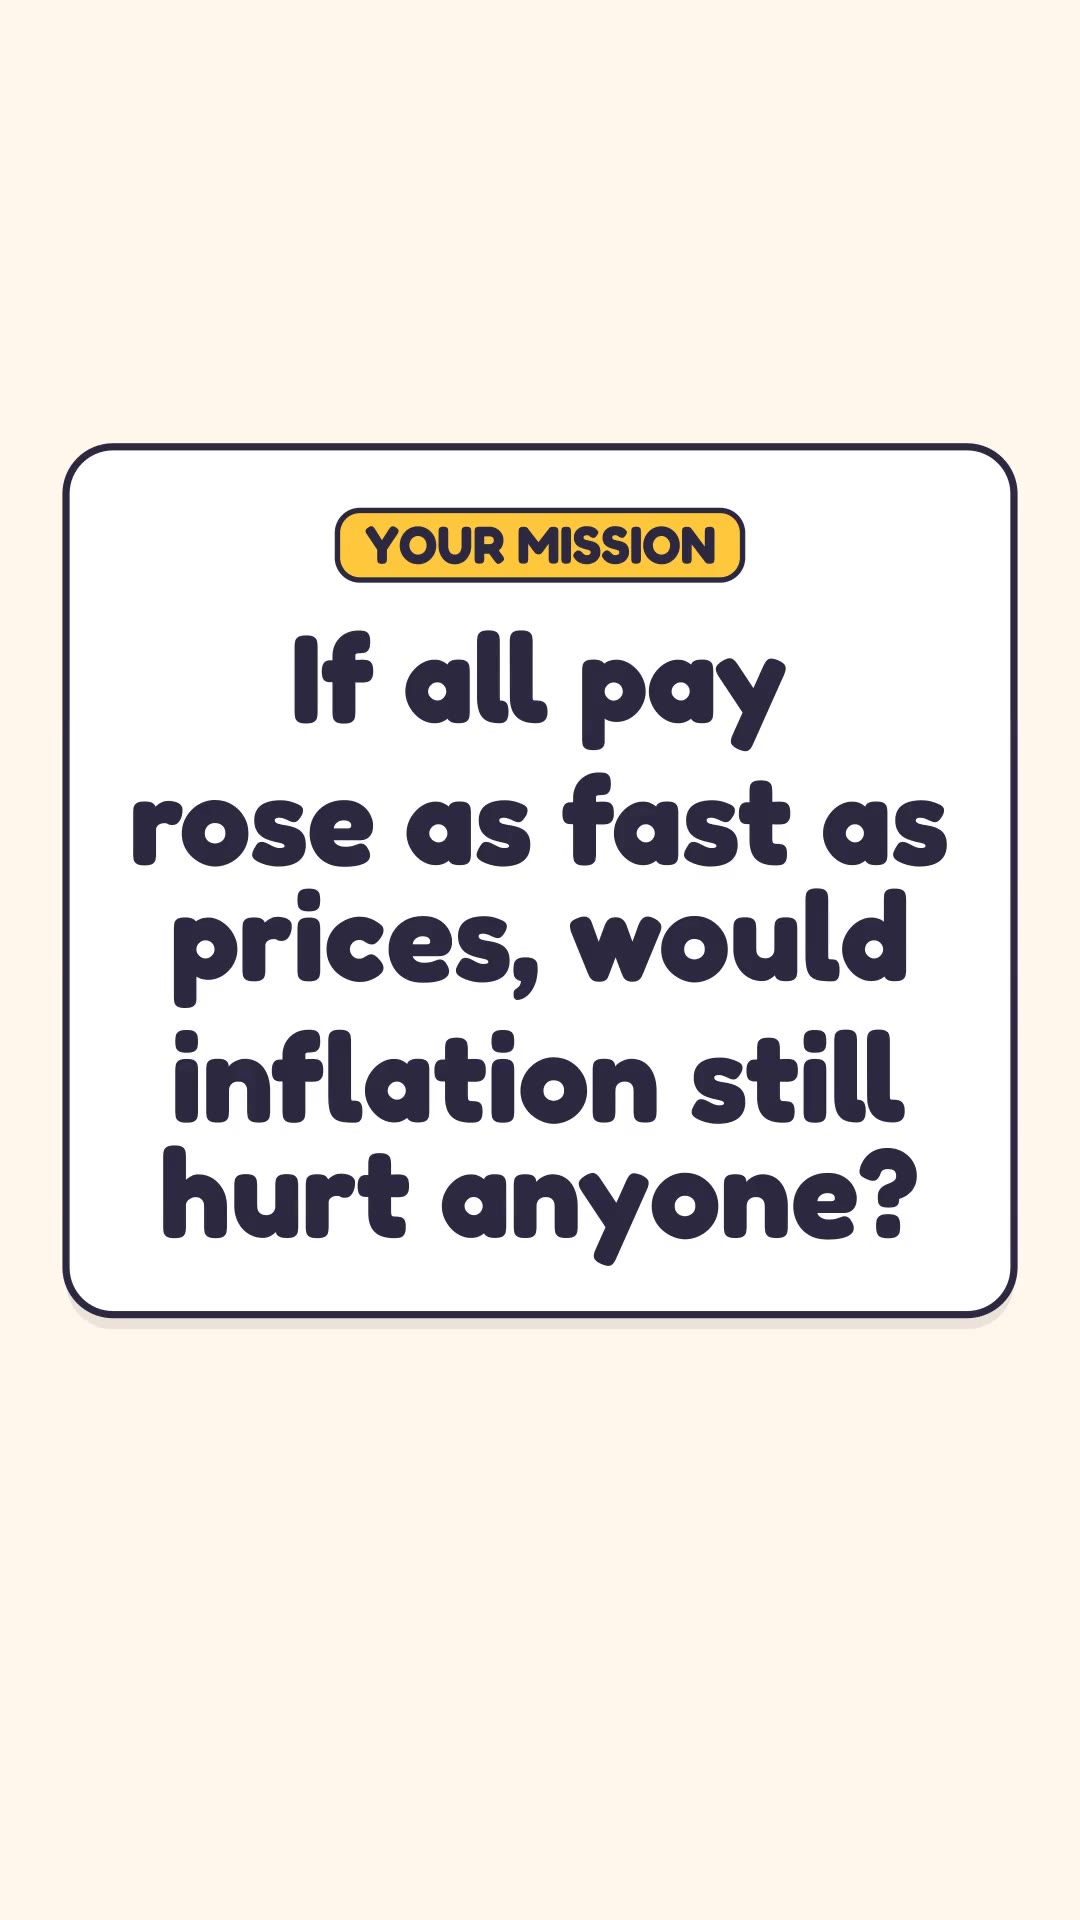 YOUR MISSION
If all pay
rose as fast as
prices, would
inflation still
hurt anyone?